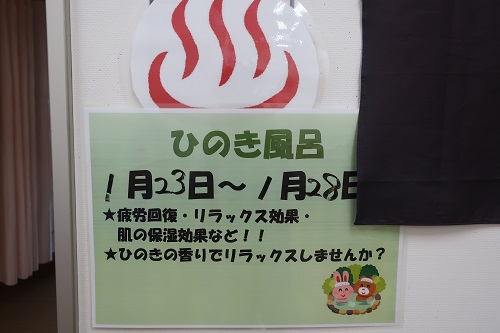 ひのき風呂
1月23日～1月28日
★疲労回復・リラックス効果・
肌の保湿効果など！！
★ひのきの香りでリラックスしませんか？